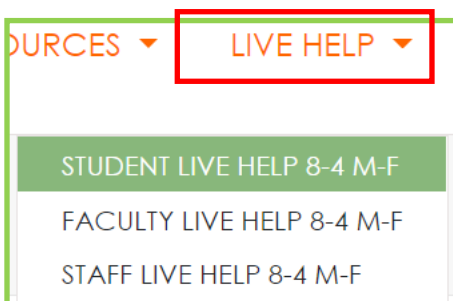 OURCES LIVE HELP
STUDENT LIVE HELP 8-4 M-F
FACULTY LIVE HELP 8-4 M-F
STAFF LIVE HELP 8-4 M-F